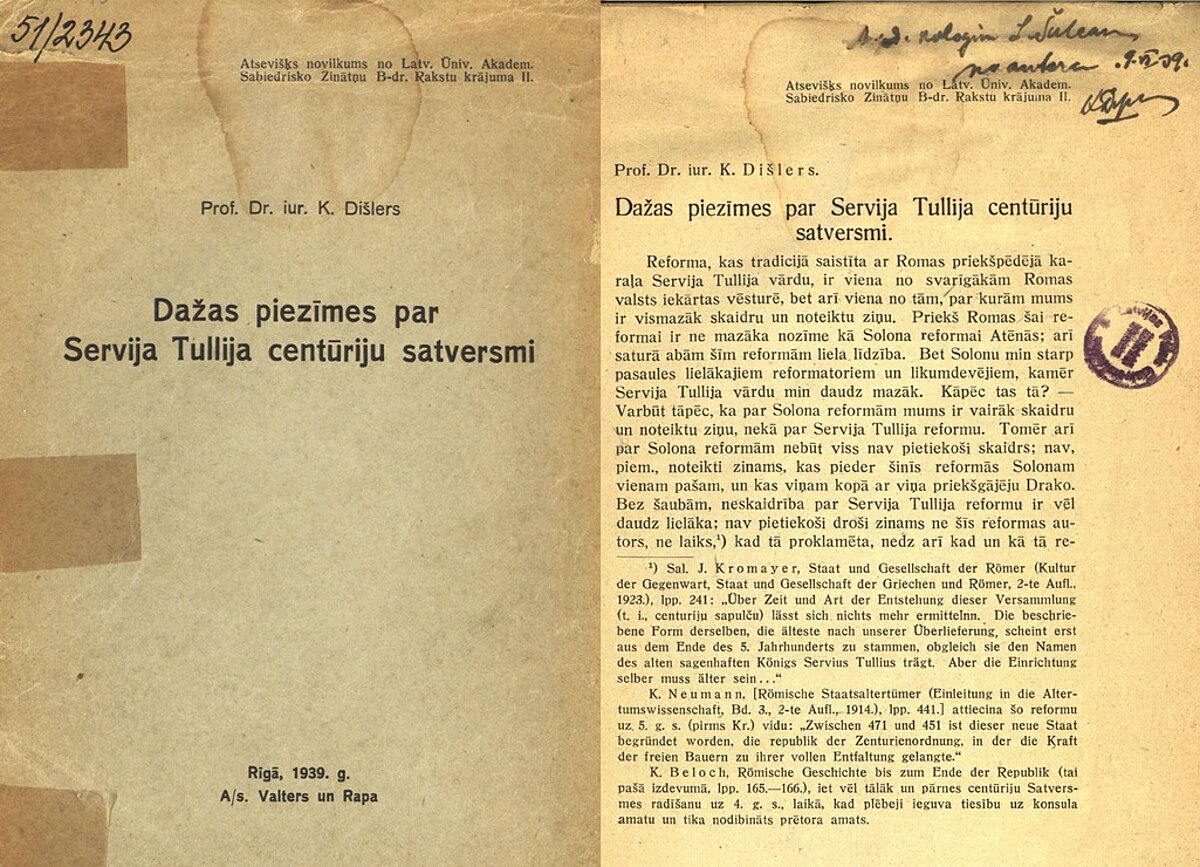 51/2343
Atsevišķs novilkums no Latv. Ūniv. Akadem.
Sabiedrisko Zinātņu B-dr. Rakstu krājuma II.
Prof. Dr. iur. K. Dišlers
Dažas piezīmes par
Servija Tullija centūriju satversmi
Rīgā, 1939. g.
A/s. Valters un Rapa
no autora
Atsevišķs novilkums no Latv. Ūniv. Akadem.
Sabiedrisko Zinātņu B-dr. Rakstu krājuma II.
Prof. Dr. iur. K. Dišlers.
Dažas piezīmes par Servija Tullija centūriju
satversmi.
Reforma, kas tradicijā saistīta ar Romas priekšpēdējā ka-
raļa Servija Tullija vārdu, ir viena no svarīgākām Romas
valsts iekārtas vēsturē, bet arī viena no tām, par kurām mums
ir vismazāk skaidru un noteiktu ziņu. Priekš Romas šai re-
formai ir ne mazāka nozīme kā Solona reformai Atēnās; arī
saturā abām šīm reformām liela līdzība. Bet Solonu min starp
pasaules lielākajiem reformatoriem un likumdevējiem, kamēr
Servija Tullija vārdu min daudz mazāk. Kāpēc tas tā? —
Varbūt tāpēc, ka par Solona reformām mums ir vairāk skaidru
un noteiktu ziņu, nekā par Servija Tullija reformu. Tomēr arī
par Solona reformām nebūt viss nav pietiekoši skaidrs; nav,
piem., noteikti zinams, kas pieder šinīs reformās Solonam
vienam pašam, un kas viņam kopā ar viņa priekšgājēju Drako.
Bez šaubām, neskaidrība par Servija Tullija reformu ir vēl
daudz lielāka; nav pietiekoši droši zinams ne šīs reformas au-
tors, ne laiks,¹) kad tā proklamēta, nedz arī kad un kā tā re-
¹) Sal. J. Kromayer, Staat und Gesellschaft der Römer (Kultur
der Gegenwart, Staat und Gesellschaft der Griechen und Römer, 2-te Aufl.,
1923.), lpp. 241: „Über Zeit und Art der Entstehung dieser Versammlung
(t. i., centuriju sapulču) lässt sich nichts mehr ermittelnn. Die beschrie-
bene Form derselben, die älteste nach unserer Überlieferung, scheint erst
aus dem Ende des 5. Jahrhunderts zu stammen, obgleich sie den Namen
des alten sagenhaften Königs Servius Tullius trägt. Aber die Einrichtung
selber muss älter sein..."
K. Neumann, [Römische Staatsaltertümer (Einleitung in die Alter-
tumswissenschaft, Bd. 3., 2-te Aufl., 1914.), lpp. 441.] attiecina šo reformu
uz 5. g. s. (pirms Kr.) vidu: „Zwischen 471 und 451 ist dieser neue Staat
begründet worden, die republik der Zenturienordnung, in der die Kraft
der freien Bauern zu ihrer vollen Entfaltung gelangte."
K. Beloch, Römische Geschichte bis zum Ende der Republik (tai
pašā izdevumā, lpp. 165.—166.), iet vēl tālāk un pārnes centūriju Satvers-
mes radīšanu uz 4. g. s., laikā, kad plēbeji ieguva tiesību uz konsula
amatu un tika nodibināts prētora amats.